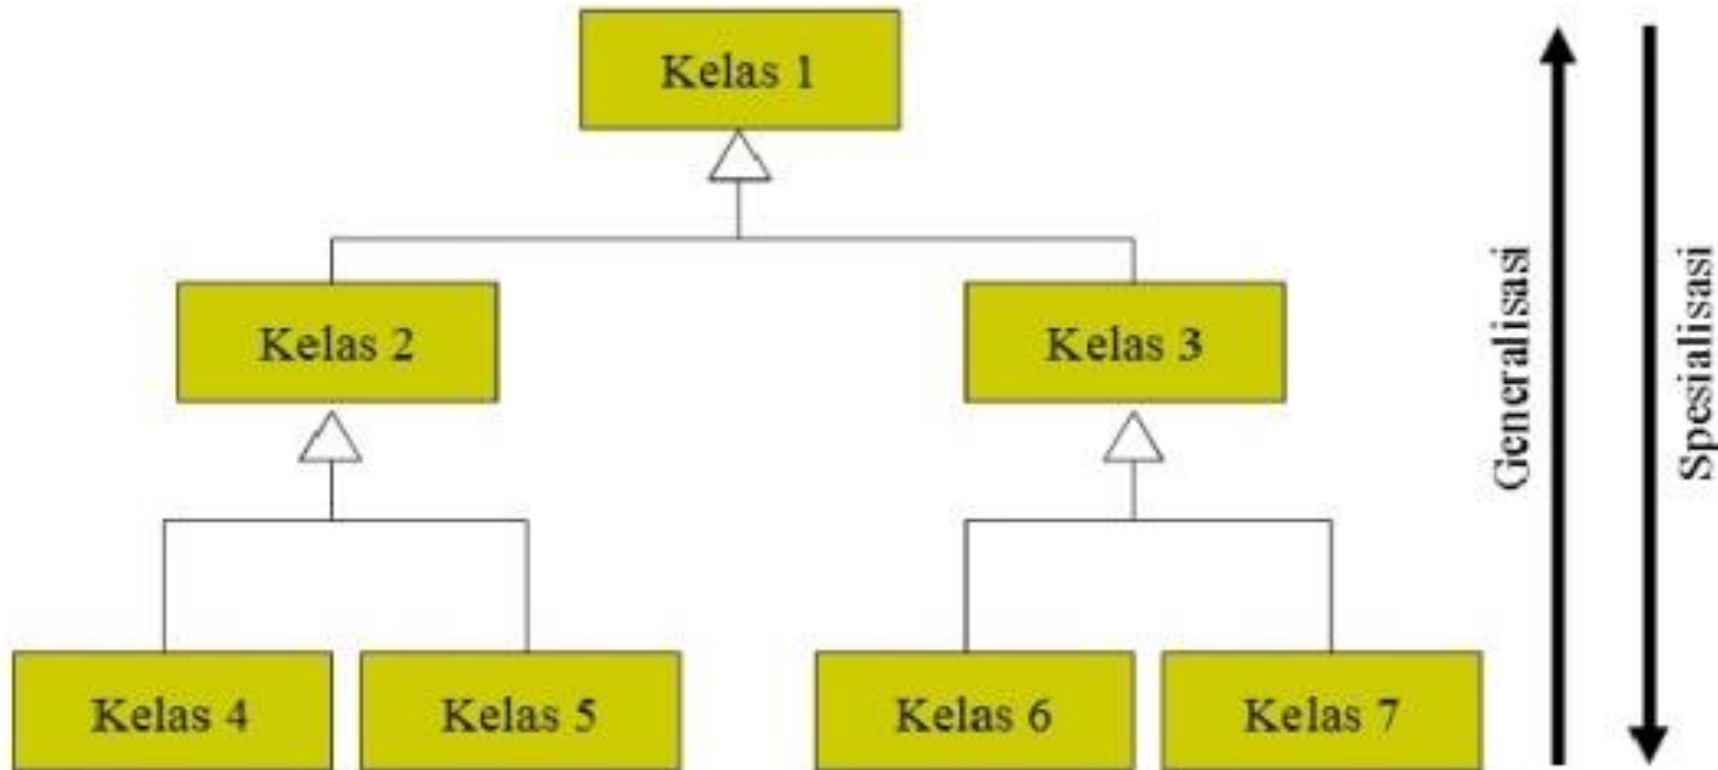 Kelas 1
Kelas 2
Kelas 3
Kelas 4
Kelas 5
Kelas 6
Kelas 7
Generalisasi
Spesialisasi